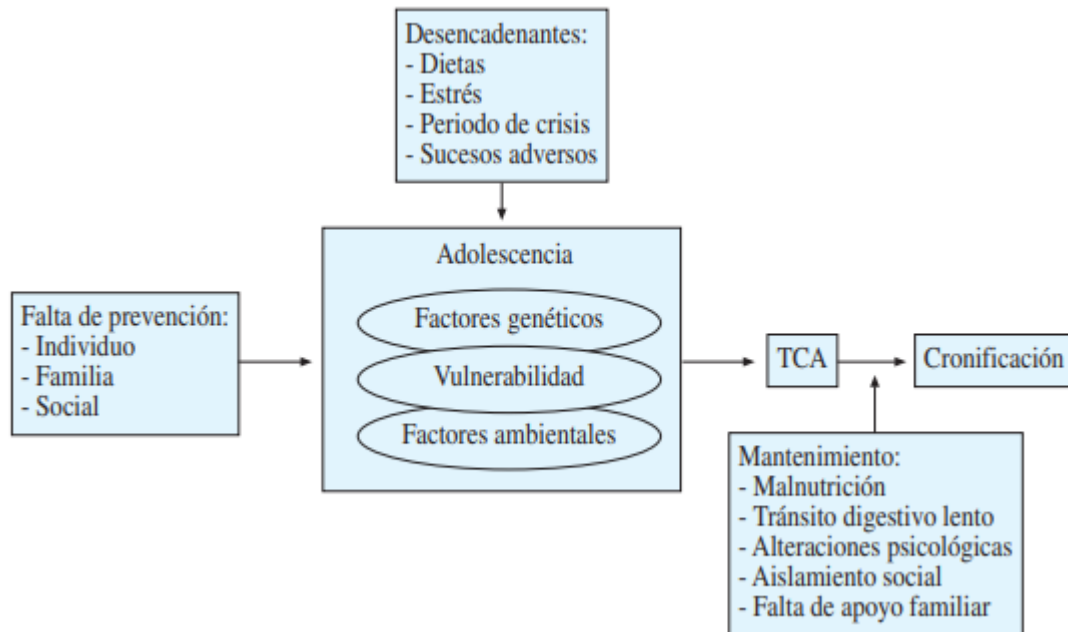 Desencadenantes:
- Dietas
- Estrés
- Periodo de crisis
- Sucesos adversos
Adolescencia
Factores genéticos
Vulnerabilidad
Factores ambientales
Falta de prevención:
- Individuo
- Familia
- Social
TCA
Cronificación
Mantenimiento:
- Malnutrición
- Tránsito digestivo lento
- Alteraciones psicológicas
- Aislamiento social
- Falta de apoyo familiar